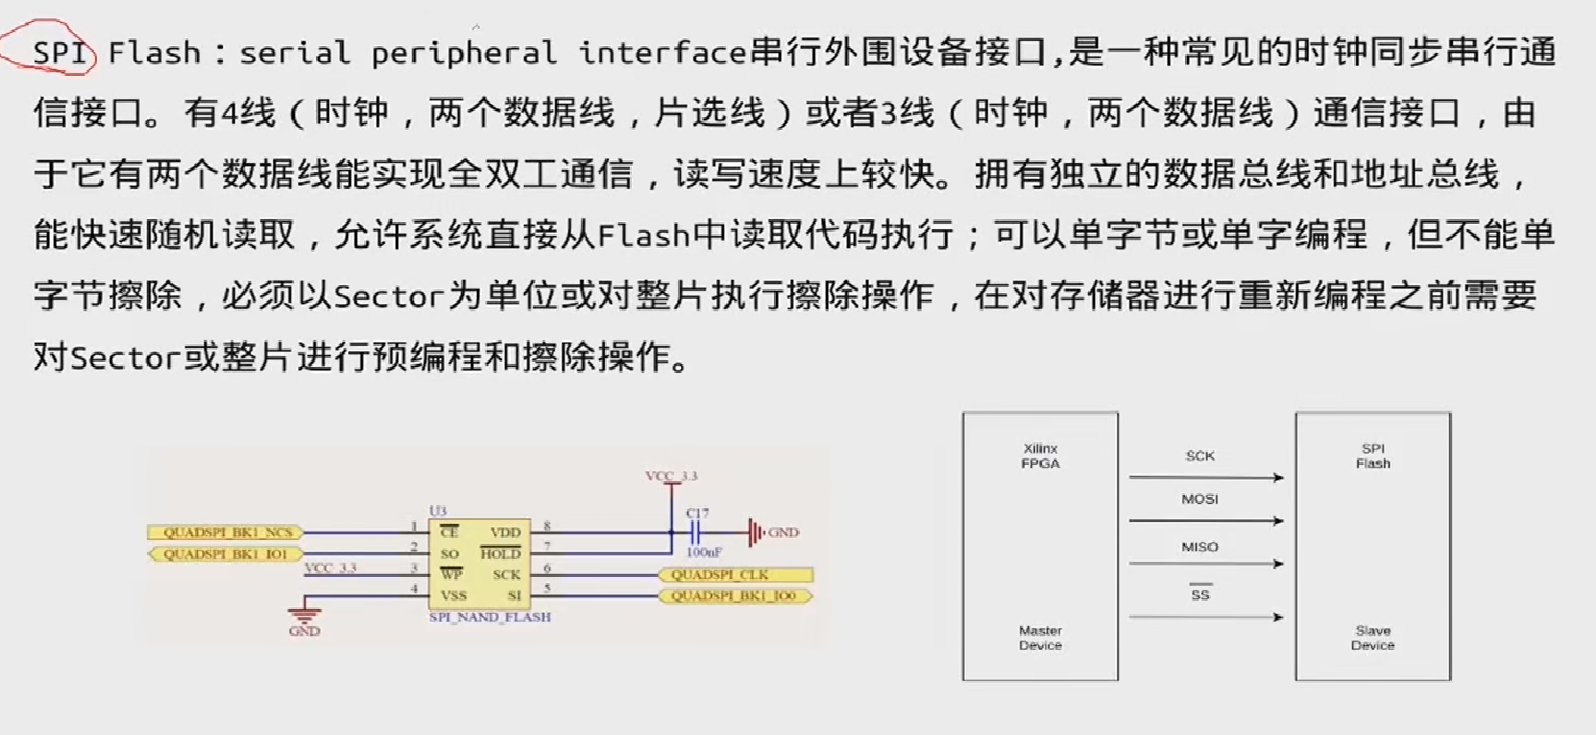 SPI Flash：serial peripheral interface串行外围设备接口,是一种常见的时钟同步串行通
信接口。有4线（时钟，两个数据线，片选线）或者3线（时钟，两个数据线）通信接口，由
于它有两个数据线能实现全双工通信，读写速度上较快。拥有独立的数据总线和地址总线，
能快速随机读取，允许系统直接从Flash中读取代码执行；可以单字节或单字编程，但不能单
字节擦除，必须以Sector为单位或对整片执行擦除操作，在对存储器进行重新编程之前需要
对Sector或整片进行预编程和擦除操作。
VCC_3.3
U3
C17
QUADSPI_BK1_NCS 1 CE VDD 8 GND
QUADSPI_BK1_IO1 2 SO HOLD 7 100nF
VCC_3.3 3 WP SCK 6 QUADSPI_CLK
4 VSS SI 5 QUADSPI_BK1_IO0
GND
SPI_NAND_FLASH
Xilinx
FPGA
Master
Device
SCK
MOSI
MISO
SS
SPI
Flash
Slave
Device